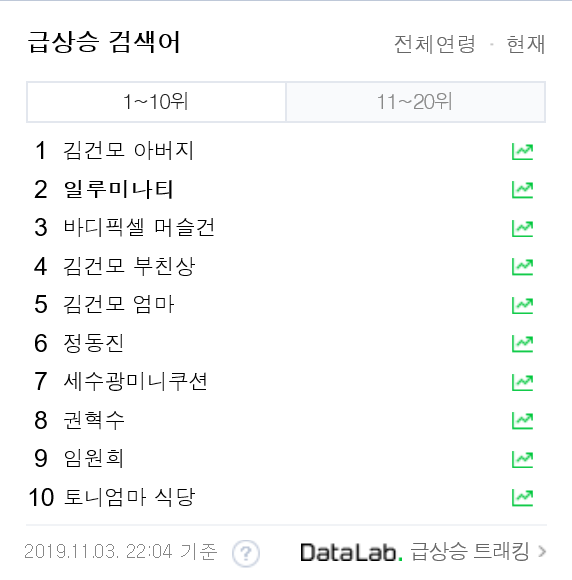 급상승 검색어
전체연령 · 현재
1~10위
11~20위
1 김건모 아버지
2 일루미나티
3 바디픽셀 머슬건
4 김건모 부친상
5 김건모 엄마
6 정동진
7 세수광미니쿠션
8 권혁수
9 임원희
10 토니엄마 식당
2019.11.03. 22:04 기준 ?
DataLab. 급상승 트래킹 >